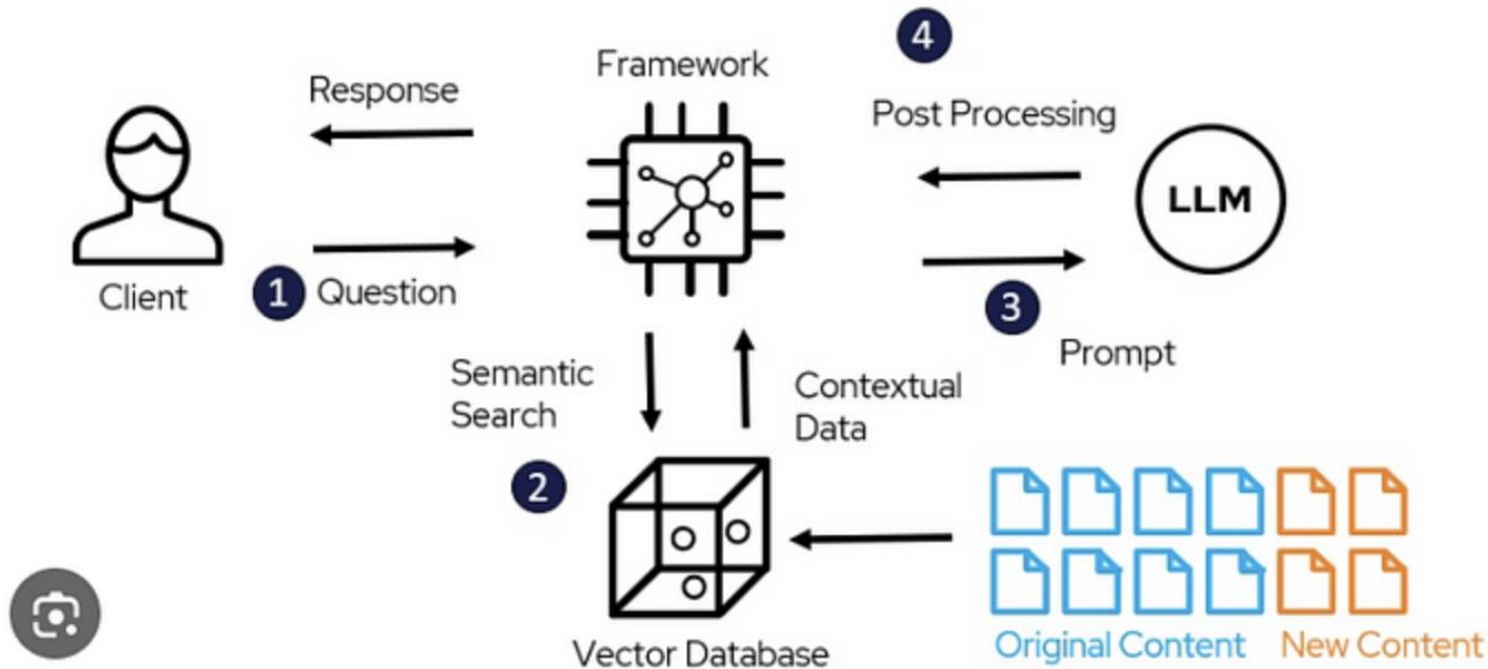 4
Framework
Response
Post Processing
LLM
Client
1 Question
3
Prompt
Semantic
Search
Contextual
Data
2
Vector Database
Original Content New Content